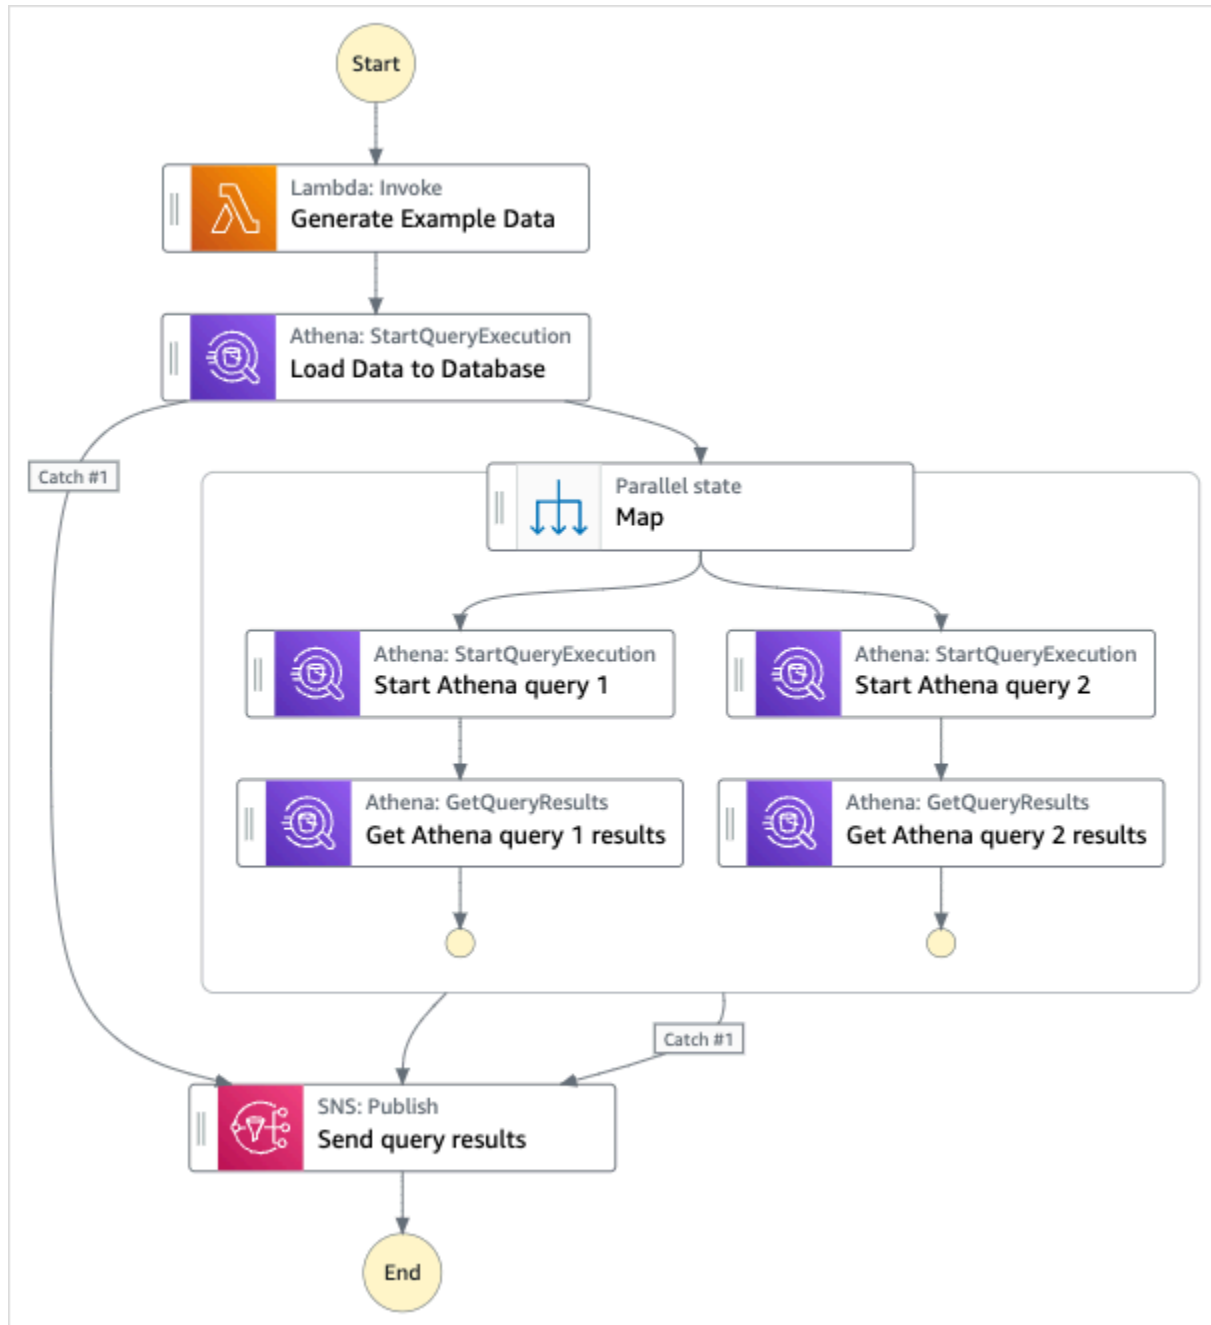 Start
Lambda: Invoke
Generate Example Data
Athena: StartQueryExecution
Load Data to Database
Catch #1
Parallel state
Map
Athena: StartQueryExecution
Start Athena query 1
Athena: StartQueryExecution
Start Athena query 2
Athena: GetQueryResults
Get Athena query 1 results
Athena: GetQueryResults
Get Athena query 2 results
Catch #1
SNS: Publish
Send query results
End